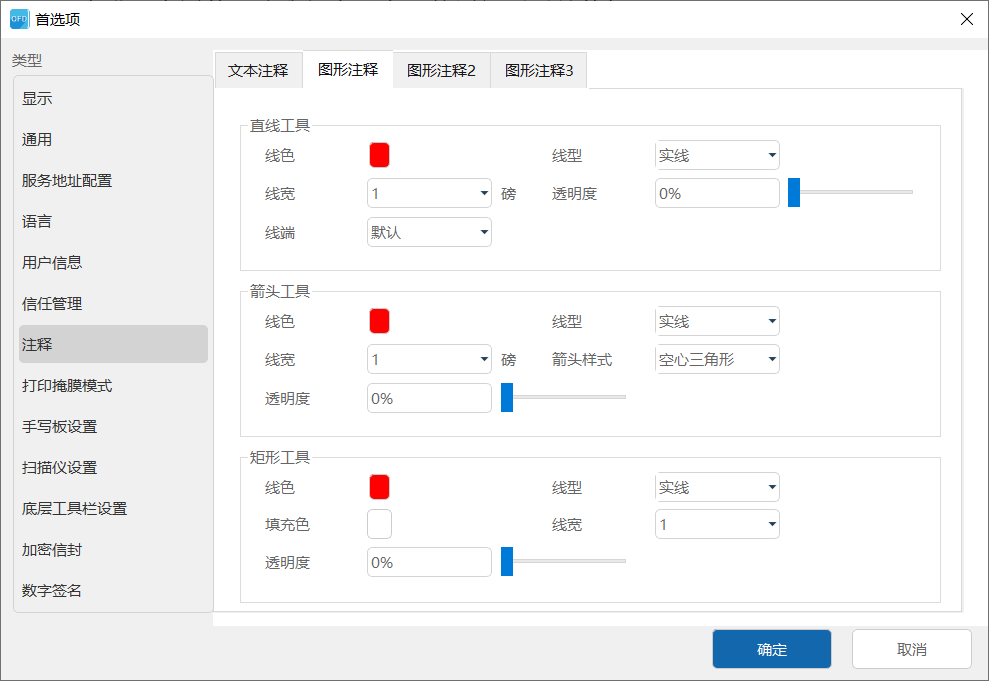 OFD 首选项
类型
显示
通用
服务地址配置
语言
用户信息
信任管理
注释
打印掩膜模式
手写板设置
扫描仪设置
底层工具栏设置
加密信封
数字签名
文本注释 图形注释 图形注释2 图形注释3
直线工具
线色 线型 实线
线宽 1 磅 透明度 0%
线端 默认
箭头工具
线色 线型 实线
线宽 1 磅 箭头样式 空心三角形
透明度 0%
矩形工具
线色 线型 实线
填充色 线宽 1
透明度 0%
确定 取消